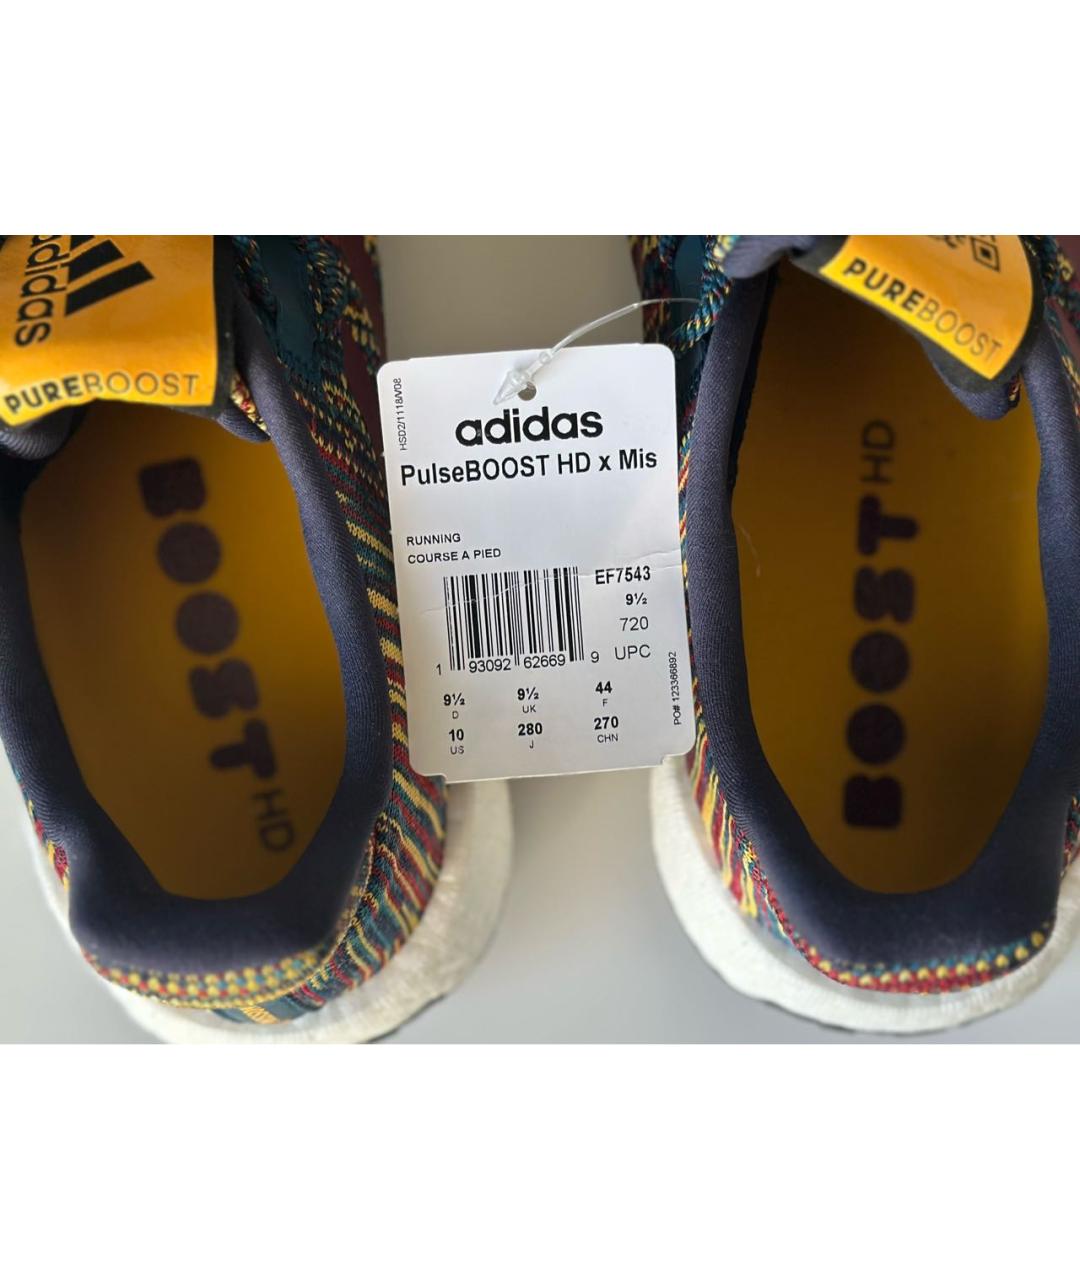 adidas
PUREBOOST
BOOST HD
HSD2/1118/V08
adidas
PulseBOOST HD x Mis
RUNNING
COURSE A PIED
EF7543
9½
720
1 93092 62669 9 UPC
9½ 9½ 44
D UK F
10 280 270
US J CHN
PO# 123366892
PUREBOOST
BOOST HD